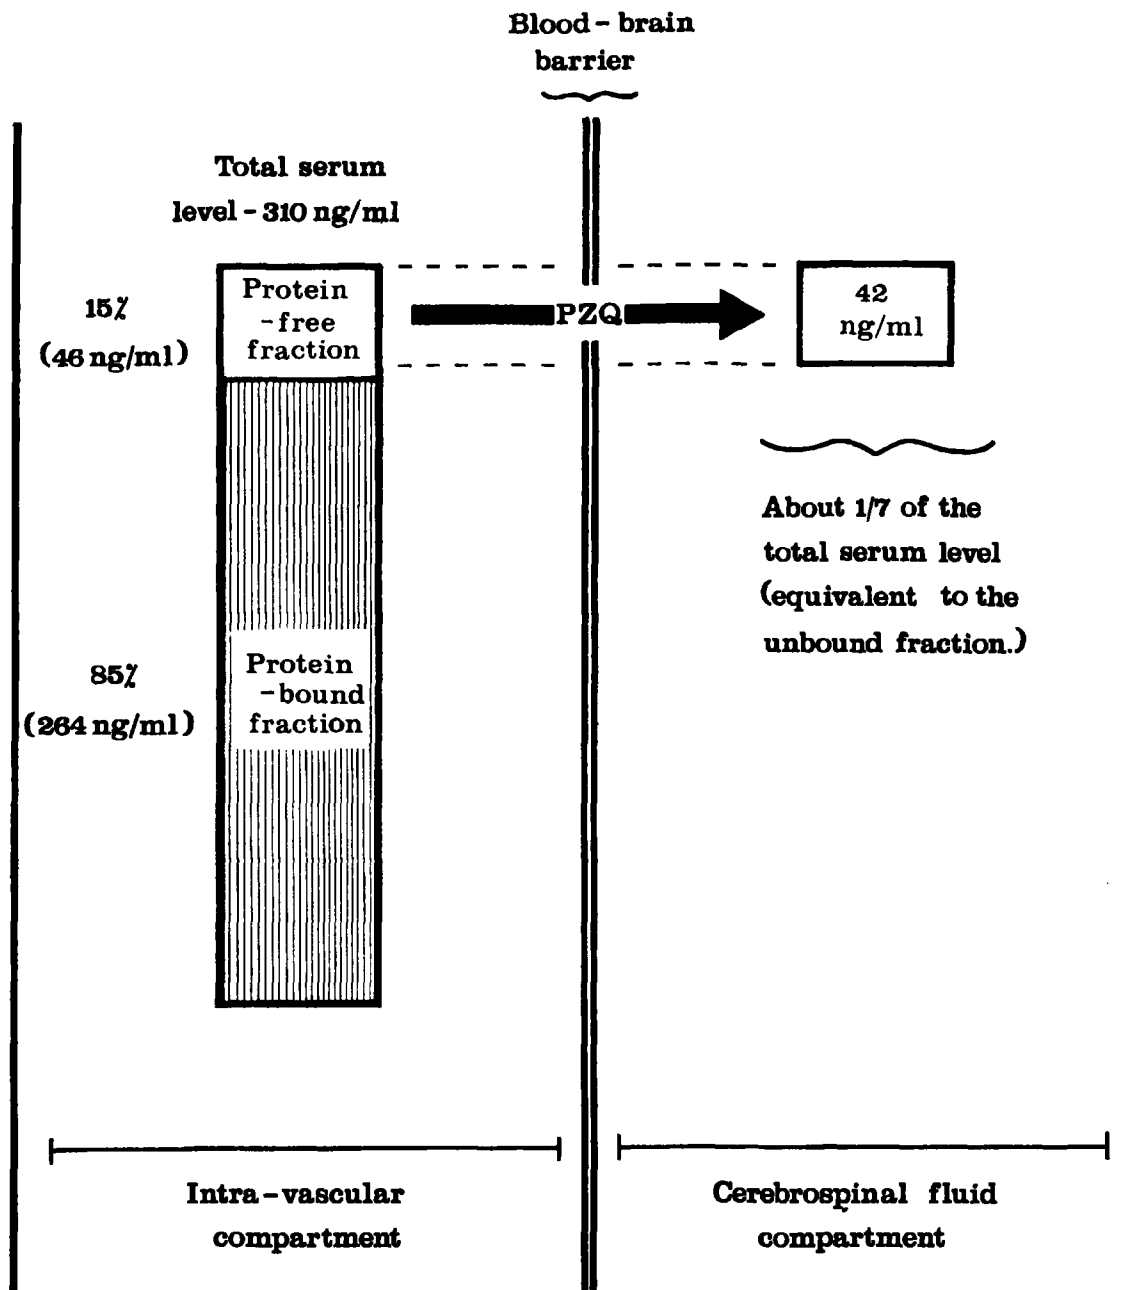 Blood-brain
barrier
Total serum
level-310 ng/ml
15%
(46 ng/ml)
Protein
-free
fraction
PZQ
42
ng/ml
About 1/7 of the
total serum level
(equivalent to the
unbound fraction.)
85%
(264 ng/ml)
Protein
-bound
fraction
Intra-vascular
compartment
Cerebrospinal fluid
compartment